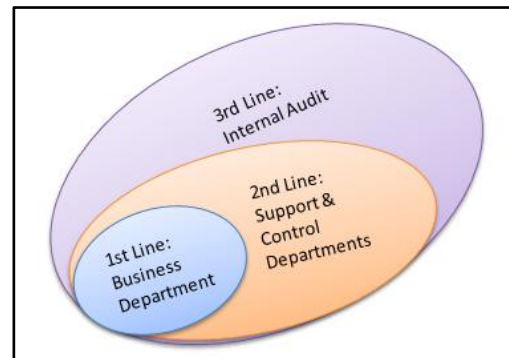 3rd Line:
Internal Audit
2nd Line:
Support &
Control
Departments
1st Line:
Business
Department